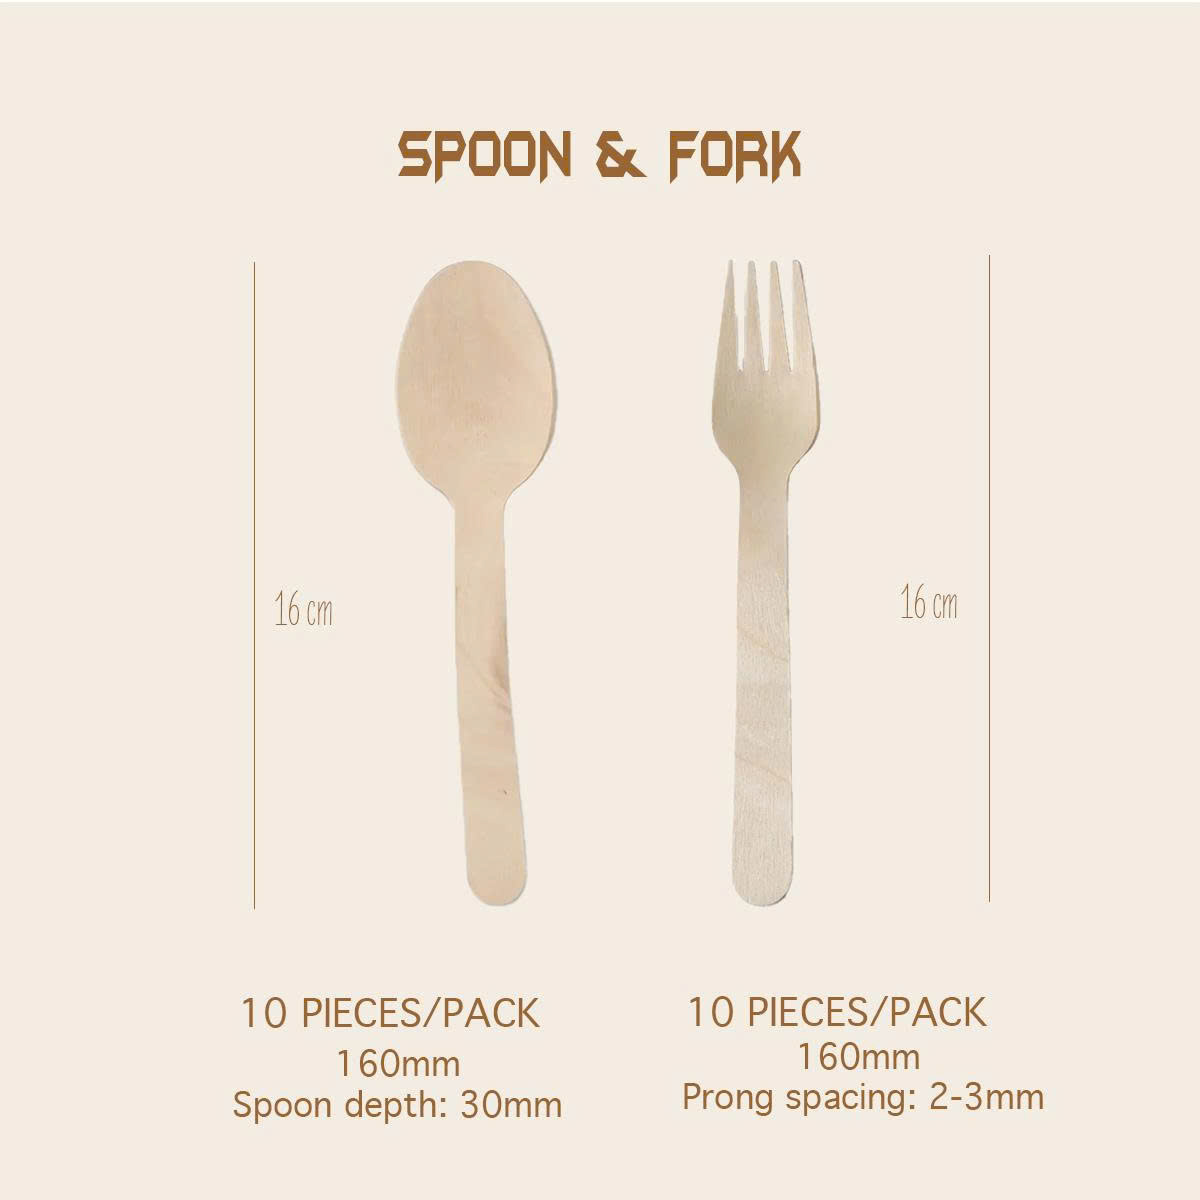 SPOON & FORK
16 cm
16 cm
10 PIECES/PACK
160mm
Spoon depth: 30mm
10 PIECES/PACK
160mm
Prong spacing: 2-3mm